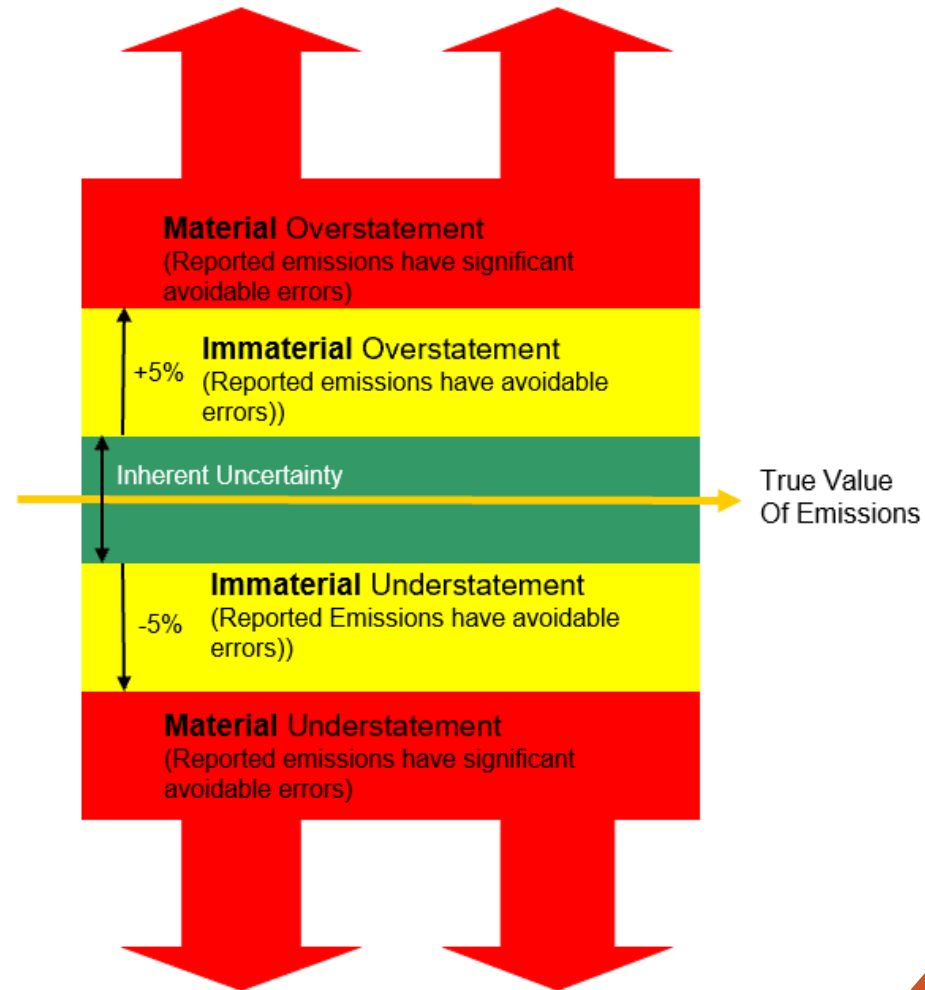 Material Overstatement
(Reported emissions have significant
avoidable errors)
+5%
Immaterial Overstatement
(Reported emissions have avoidable
errors))
Inherent Uncertainty
True Value
Of Emissions
-5%
Immaterial Understatement
(Reported Emissions have avoidable
errors))
Material Understatement
(Reported emissions have significant
avoidable errors)